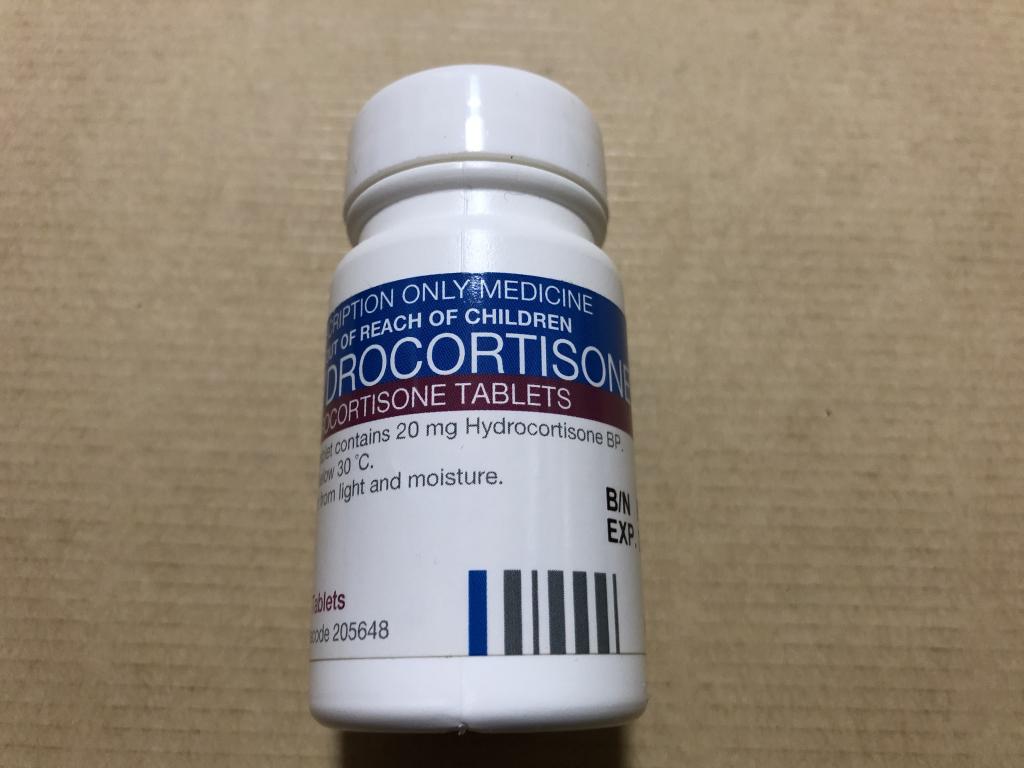 CRIPTION ONLY MEDICINE
UT OF REACH OF CHILDREN
DROCORTISONE
OCORTISONE TABLETS
let contains 20 mg Hydrocortisone BP.
low 30 °C.
from light and moisture.
B/N
EXP.
Tablets
code 205648